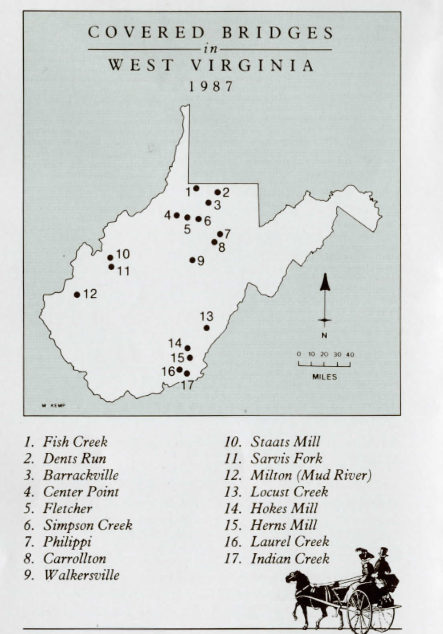 COVERED BRIDGES
in
WEST VIRGINIA
1987
1
2
3
4
5
6
7
8
9
10
11
12
13
14
15
16
17
N
0 10 20 30 40
MILES
M KEMP
1. Fish Creek
2. Dents Run
3. Barrackville
4. Center Point
5. Fletcher
6. Simpson Creek
7. Philippi
8. Carrollton
9. Walkersville
10. Staats Mill
11. Sarvis Fork
12. Milton (Mud River)
13. Locust Creek
14. Hokes Mill
15. Herns Mill
16. Laurel Creek
17. Indian Creek